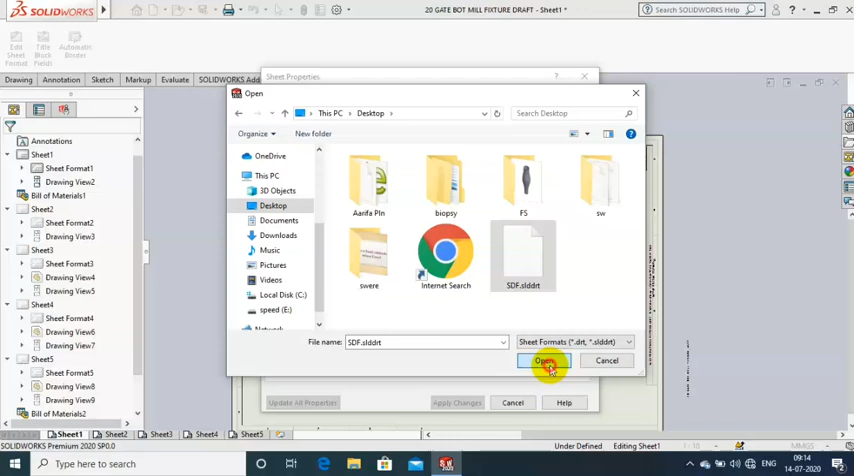 SOLIDWORKS
20 GATE BOT MILL FIXTURE DRAFT - Sheet1 *
Search SOLIDWORKS Help
Edit Sheet Format
Title Block Fields
Automatic Border
Drawing
Annotation
Sketch
Markup
Evaluate
SOLIDWORKS Add
Sheet Properties
Open
This PC
Desktop
Search Desktop
Organize
New folder
Annotations
Sheet1
Sheet Format1
Drawing View2
Bill of Materials1
Sheet2
Sheet Format2
Drawing View3
Sheet3
Sheet Format3
Drawing View4
Drawing View5
Sheet4
Sheet Format4
Drawing View6
Drawing View7
Sheet5
Sheet Format5
Drawing View8
Drawing View9
Bill of Materials2
OneDrive
This PC
3D Objects
Desktop
Documents
Downloads
Music
Pictures
Videos
Local Disk (C:)
speed (E:)
Network
Aarifa Pln
biopsy
FS
sw
swere
Internet Search
SDF.slddrt
File name:
SDF.slddrt
Sheet Formats (*.drt, *.slddrt)
Open
Cancel
Update All Properties
Apply Changes
Cancel
Help
Sheet1
Sheet2
Sheet3
Sheet4
Sheet5
SOLIDWORKS Premium 2020 SP0.0
Under Defined
Editing Sheet1
MMGS
Type here to search
ENG
09:14
14-07-2020